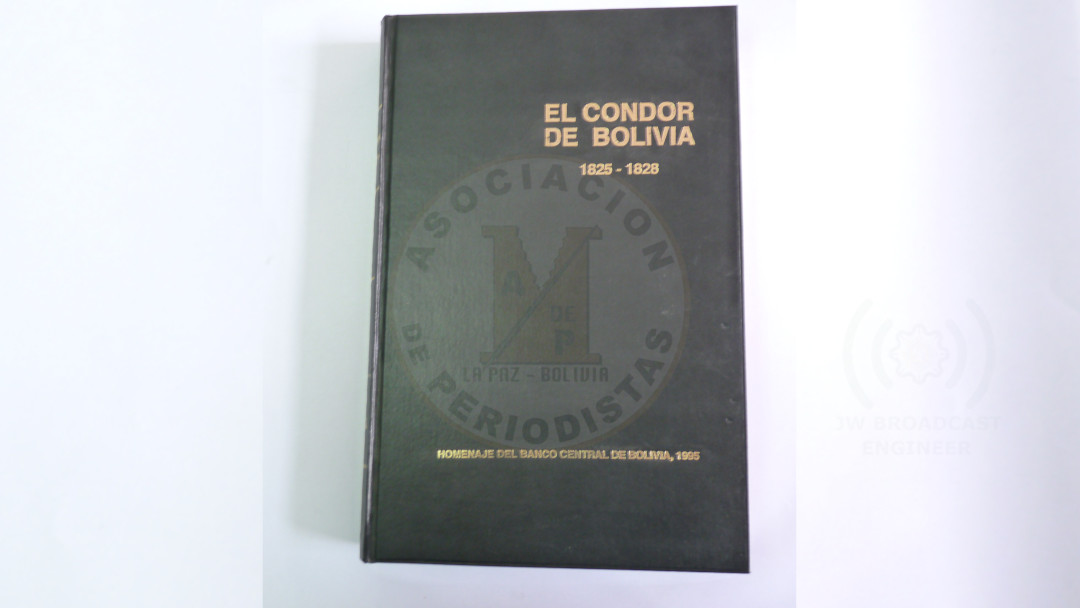 EL CONDOR
DE BOLIVIA
1825 - 1828
ASOCIACION
A DE P
LA PAZ - BOLIVIA
DE PERIODISTAS
HOMENAJE DEL BANCO CENTRAL DE BOLIVIA, 1995
JW BROADCAST
ENGINEER